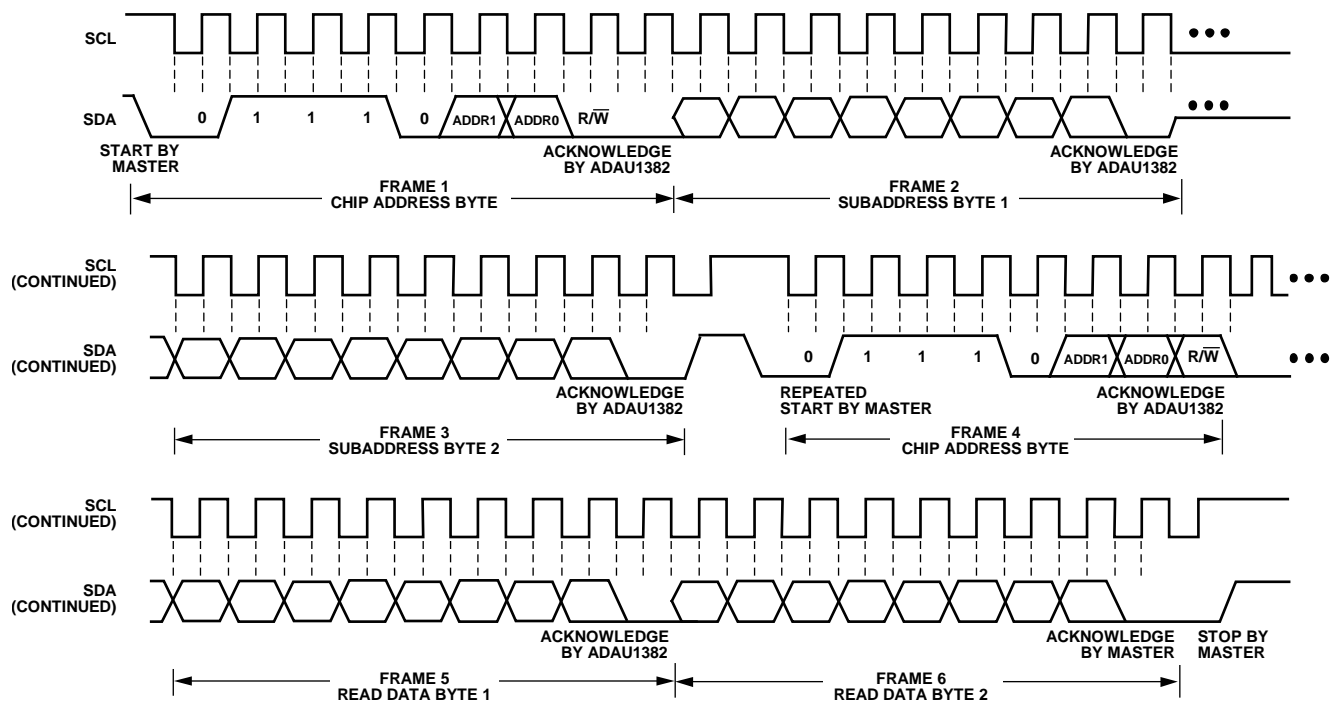 SCL
SDA
0 1 1 1 0 ADDR1 ADDR0 R/W
START BY
MASTER
ACKNOWLEDGE
BY ADAU1382
ACKNOWLEDGE
BY ADAU1382
FRAME 1
CHIP ADDRESS BYTE
FRAME 2
SUBADDRESS BYTE 1
SCL
(CONTINUED)
SDA
(CONTINUED)
0 1 1 1 0 ADDR1 ADDR0 R/W
ACKNOWLEDGE
BY ADAU1382
REPEATED
START BY MASTER
ACKNOWLEDGE
BY ADAU1382
FRAME 3
SUBADDRESS BYTE 2
FRAME 4
CHIP ADDRESS BYTE
SCL
(CONTINUED)
SDA
(CONTINUED)
ACKNOWLEDGE
BY ADAU1382
ACKNOWLEDGE
BY MASTER
STOP BY
MASTER
FRAME 5
READ DATA BYTE 1
FRAME 6
READ DATA BYTE 2